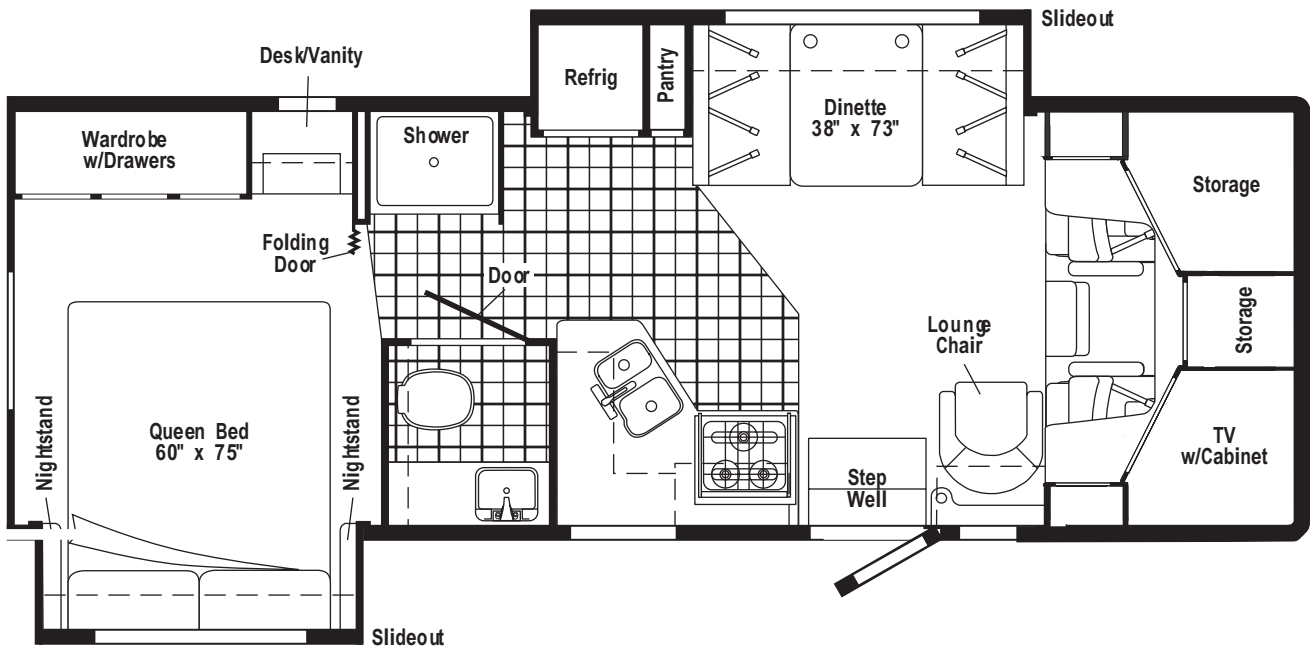 Slideout
Desk/Vanity
Refrig
Pantry
Dinette
38" x 73"
Wardrobe
w/Drawers
Shower
Storage
Folding
Door
Door
Storage
Lounge
Chair
Nightstand
Queen Bed
60" x 75"
Nightstand
TV
w/Cabinet
Step
Well
Slideout